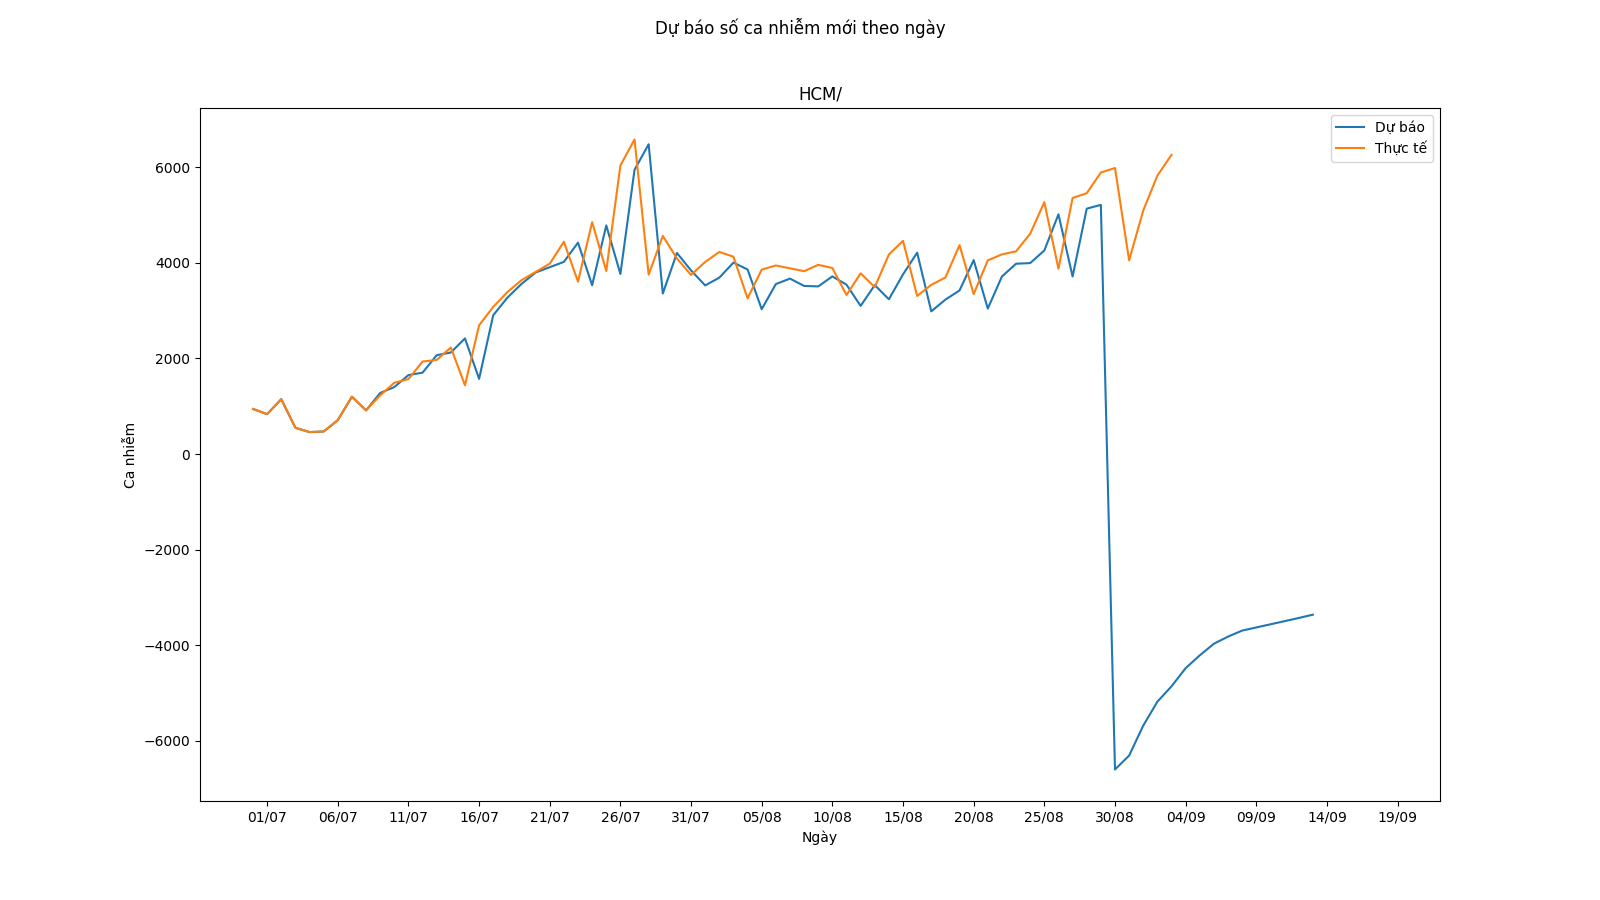 Dự báo số ca nhiễm mới theo ngày
HCM/
Dự báo
Thực tế
6000
4000
2000
0
−2000
−4000
−6000
Ca nhiễm
01/07 06/07 11/07 16/07 21/07 26/07 31/07 05/08 10/08 15/08 20/08 25/08 30/08 04/09 09/09 14/09 19/09
Ngày